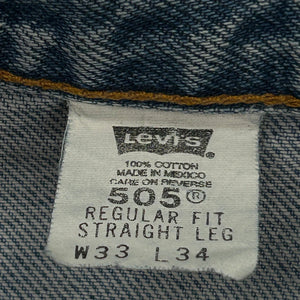 Levi's
®
100% COTTON
MADE IN MEXICO
CARE ON REVERSE
505®
REGULAR FIT
STRAIGHT LEG
W33 L34